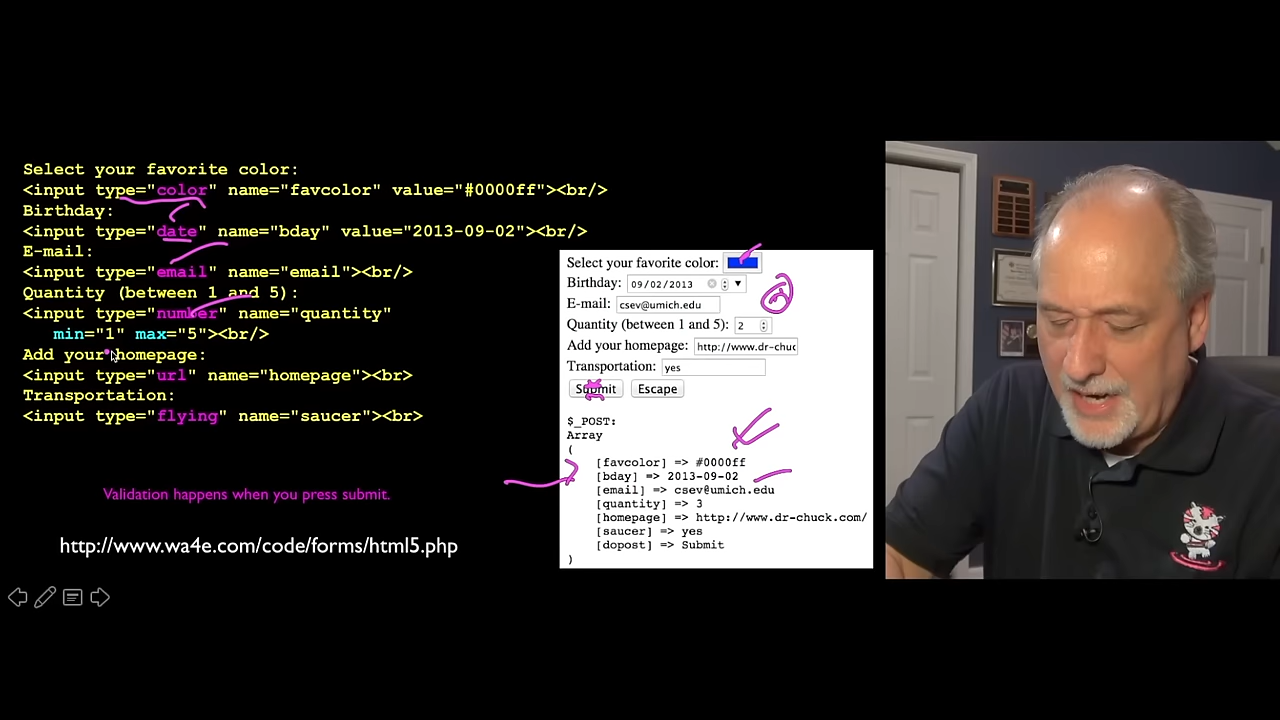 Select your favorite color:
<input type="color" name="favcolor" value="#0000ff"><br/>
Birthday:
<input type="date" name="bday" value="2013-09-02"><br/>
E-mail:
<input type="email" name="email"><br/>
Quantity (between 1 and 5):
<input type="number" name="quantity"
min="1" max="5"><br/>
Add your homepage:
<input type="url" name="homepage"><br>
Transportation:
<input type="flying" name="saucer"><br>
Validation happens when you press submit.
http://www.wa4e.com/code/forms/html5.php
Select your favorite color:
Birthday: 09/02/2013
E-mail: csev@umich.edu
Quantity (between 1 and 5): 2
Add your homepage: http://www.dr-chuc
Transportation: yes
Submit Escape
$_POST:
Array
(
[favcolor] => #0000ff
[bday] => 2013-09-02
[email] => csev@umich.edu
[quantity] => 3
[homepage] => http://www.dr-chuck.com/
[saucer] => yes
[dopost] => Submit
)